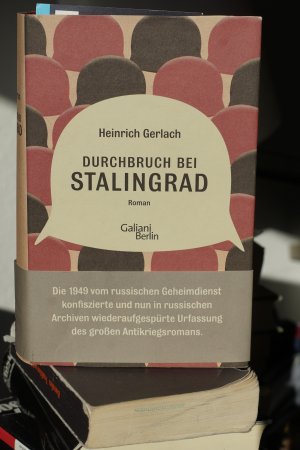 Heinrich Gerlach
DURCHBRUCH BEI
STALINGRAD
Roman
Galiani
Berlin
Die 1949 vom russischen Geheimdienst
konfiszierte und nun in russischen
Archiven wiederaufgespürte Urfassung
des großen Antikriegsromans.